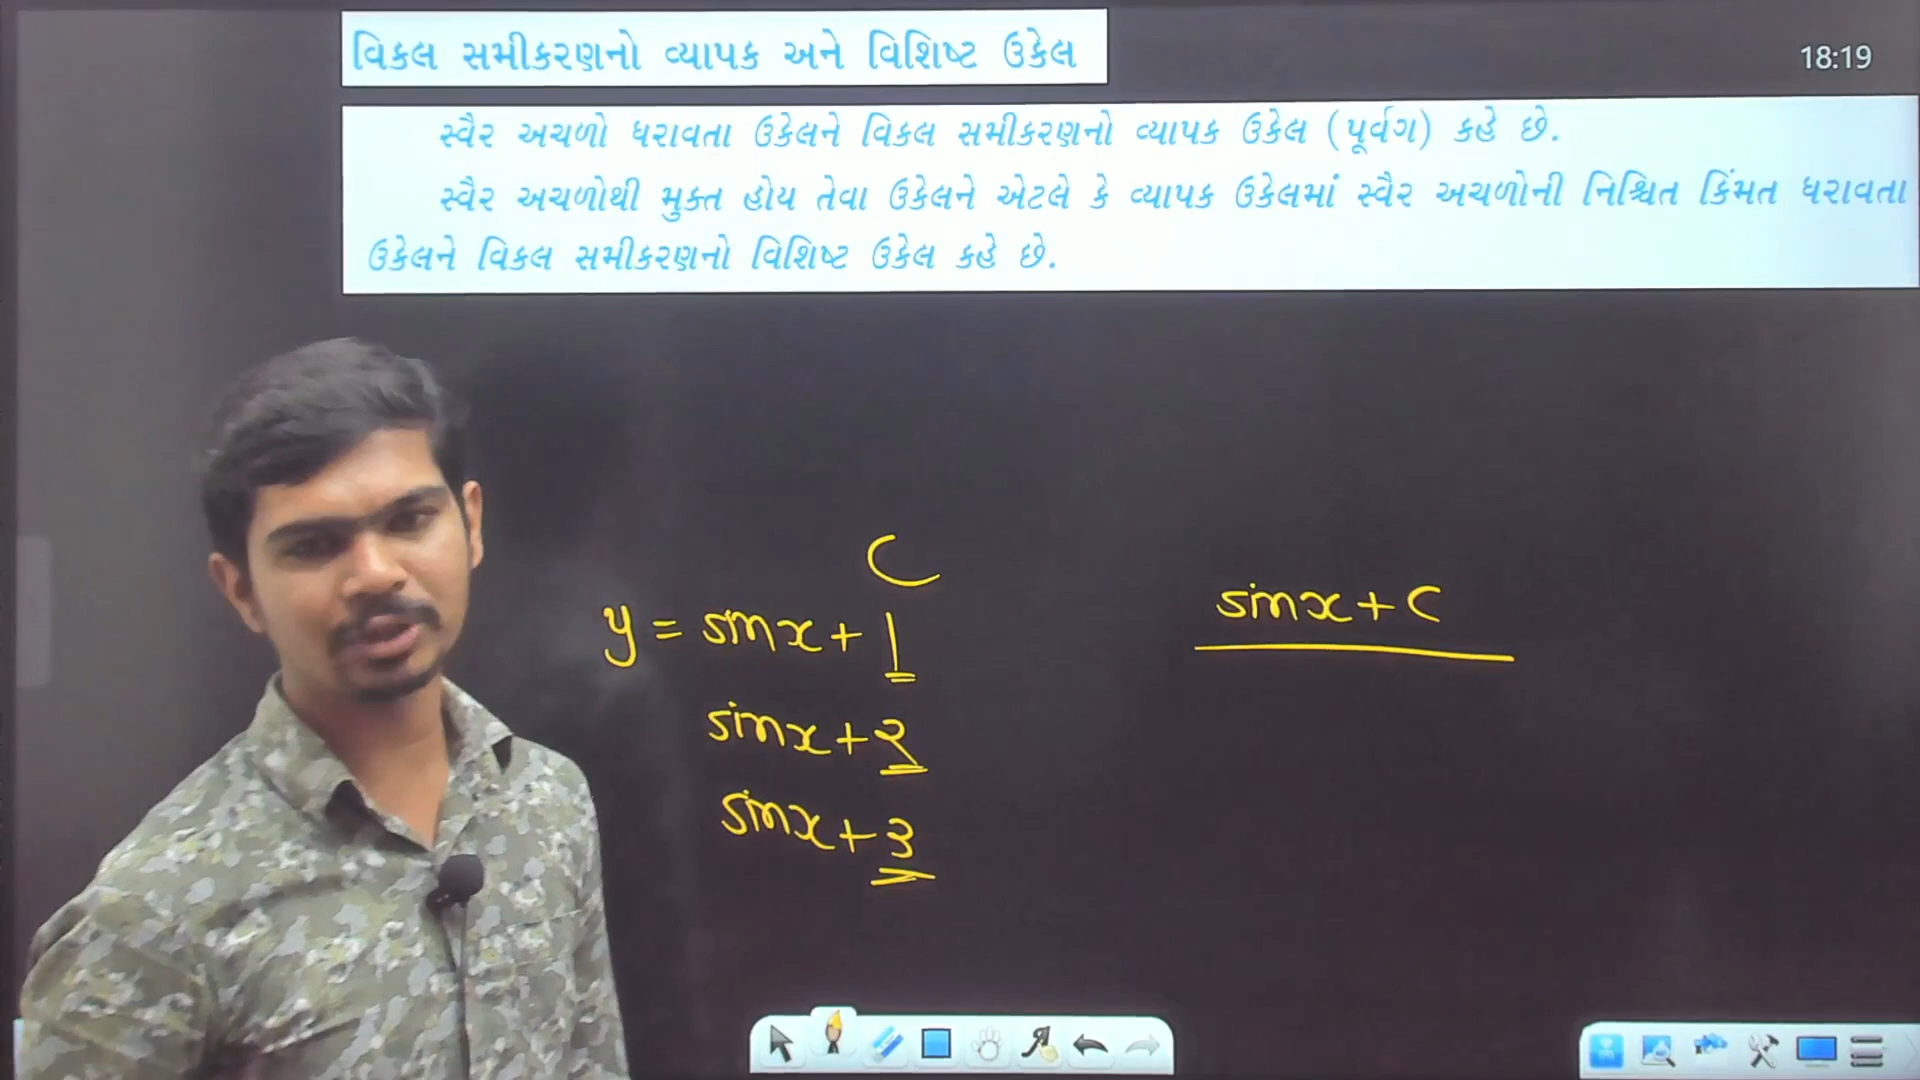 વિકલ સમીકરણનો વ્યાપક અને વિશિષ્ટ ઉકેલ
18:19
સ્વૈર અચળો ધરાવતા ઉકેલને વિકલ સમીકરણનો વ્યાપક ઉકેલ (પૂર્વગ) કહે છે.
સ્વૈર અચળોથી મુક્ત હોય તેવા ઉકેલને એટલે કે વ્યાપક ઉકેલમાં સ્વૈર અચળોની નિશ્ચિત કિંમત ધરાવતા
ઉકેલને વિકલ સમીકરણનો વિશિષ્ટ ઉકેલ કહે છે.
C
y = sinx + 1
sinx + 2
sinx + 3
sinx + C